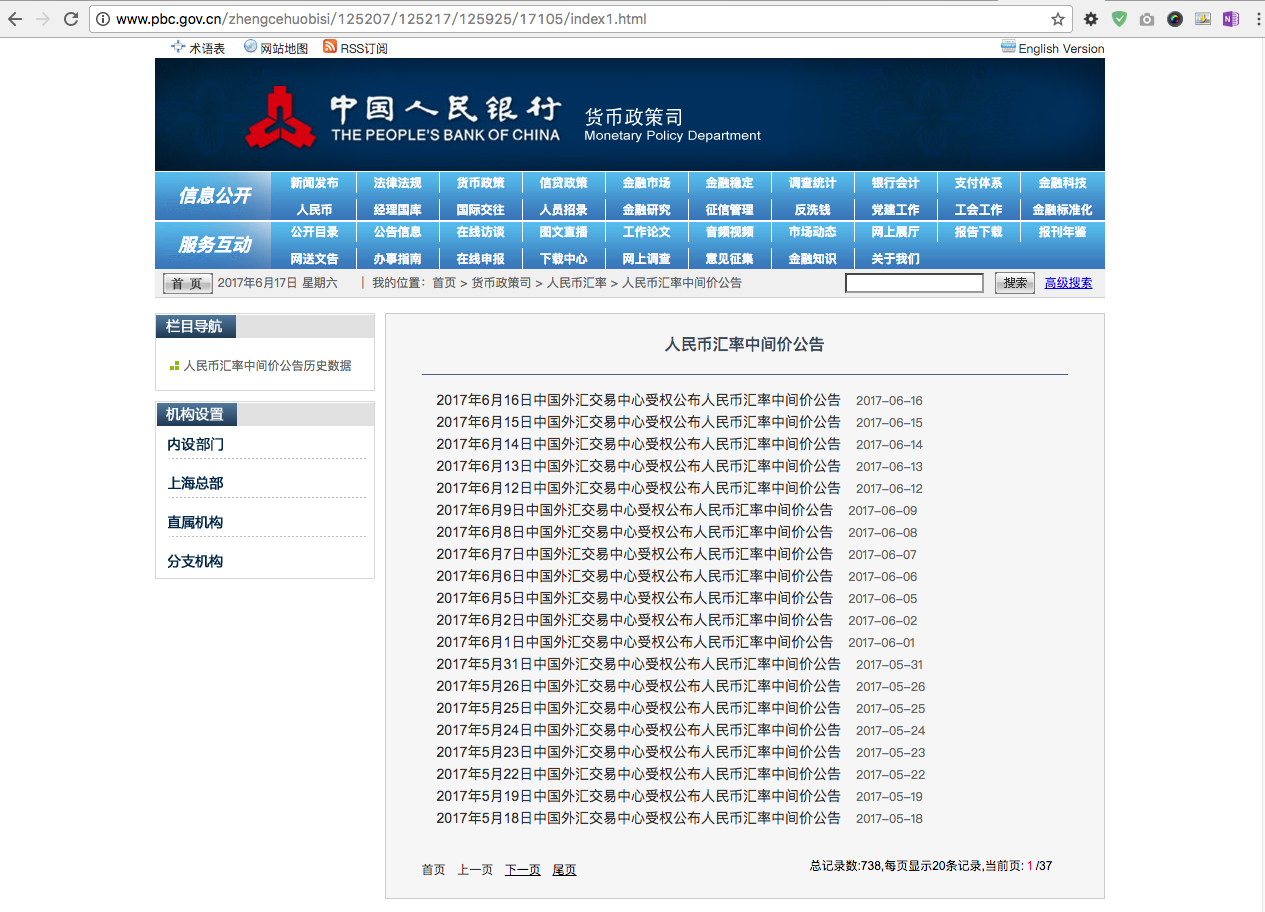 www.pbc.gov.cn/zhengcehuobisi/125207/125217/125925/17105/index1.html
术语表 网站地图 RSS订阅 English Version
中国人民银行 货币政策司
THE PEOPLE'S BANK OF CHINA Monetary Policy Department
信息公开
新闻发布 法律法规 货币政策 信贷政策 金融市场 金融稳定 调查统计 银行会计 支付体系 金融科技
人民币 经理国库 国际交往 人员招录 金融研究 征信管理 反洗钱 党建工作 工会工作 金融标准化
服务互动
公开目录 公告信息 在线访谈 图文直播 工作论文 音频视频 市场动态 网上展厅 报告下载 报刊年鉴
网送文告 办事指南 在线申报 下载中心 网上调查 意见征集 金融知识 关于我们
首 页 2017年6月17日 星期六 | 我的位置：首页 > 货币政策司 > 人民币汇率 > 人民币汇率中间价公告 搜索 高级搜索
栏目导航
人民币汇率中间价公告历史数据
机构设置
内设部门
上海总部
直属机构
分支机构
人民币汇率中间价公告
2017年6月16日中国外汇交易中心受权公布人民币汇率中间价公告 2017-06-16
2017年6月15日中国外汇交易中心受权公布人民币汇率中间价公告 2017-06-15
2017年6月14日中国外汇交易中心受权公布人民币汇率中间价公告 2017-06-14
2017年6月13日中国外汇交易中心受权公布人民币汇率中间价公告 2017-06-13
2017年6月12日中国外汇交易中心受权公布人民币汇率中间价公告 2017-06-12
2017年6月9日中国外汇交易中心受权公布人民币汇率中间价公告 2017-06-09
2017年6月8日中国外汇交易中心受权公布人民币汇率中间价公告 2017-06-08
2017年6月7日中国外汇交易中心受权公布人民币汇率中间价公告 2017-06-07
2017年6月6日中国外汇交易中心受权公布人民币汇率中间价公告 2017-06-06
2017年6月5日中国外汇交易中心受权公布人民币汇率中间价公告 2017-06-05
2017年6月2日中国外汇交易中心受权公布人民币汇率中间价公告 2017-06-02
2017年6月1日中国外汇交易中心受权公布人民币汇率中间价公告 2017-06-01
2017年5月31日中国外汇交易中心受权公布人民币汇率中间价公告 2017-05-31
2017年5月26日中国外汇交易中心受权公布人民币汇率中间价公告 2017-05-26
2017年5月25日中国外汇交易中心受权公布人民币汇率中间价公告 2017-05-25
2017年5月24日中国外汇交易中心受权公布人民币汇率中间价公告 2017-05-24
2017年5月23日中国外汇交易中心受权公布人民币汇率中间价公告 2017-05-23
2017年5月22日中国外汇交易中心受权公布人民币汇率中间价公告 2017-05-22
2017年5月19日中国外汇交易中心受权公布人民币汇率中间价公告 2017-05-19
2017年5月18日中国外汇交易中心受权公布人民币汇率中间价公告 2017-05-18
首页 上一页 下一页 尾页 总记录数:738,每页显示20条记录,当前页: 1 /37